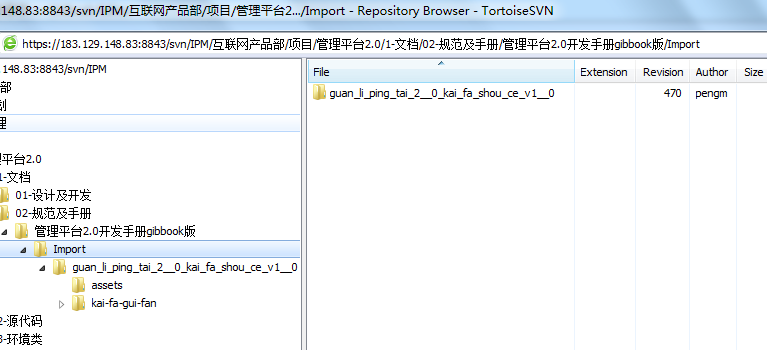 148.83:8843/svn/IPM/互联网产品部/项目/管理平台2.../Import - Repository Browser - TortoiseSVN
https://183.129.148.83:8843/svn/IPM/互联网产品部/项目/管理平台2.0/1-文档/02-规范及手册/管理平台2.0开发手册gibbook版/Import
148.83:8843/svn/IPM
部
划
理
理平台2.0
1-文档
01-设计及开发
02-规范及手册
管理平台2.0开发手册gibbook版
Import
guan_li_ping_tai_2__0_kai_fa_shou_ce_v1__0
assets
kai-fa-gui-fan
2-源代码
3-环境类
File Extension Revision Author Size
guan_li_ping_tai_2__0_kai_fa_shou_ce_v1__0 470 pengm